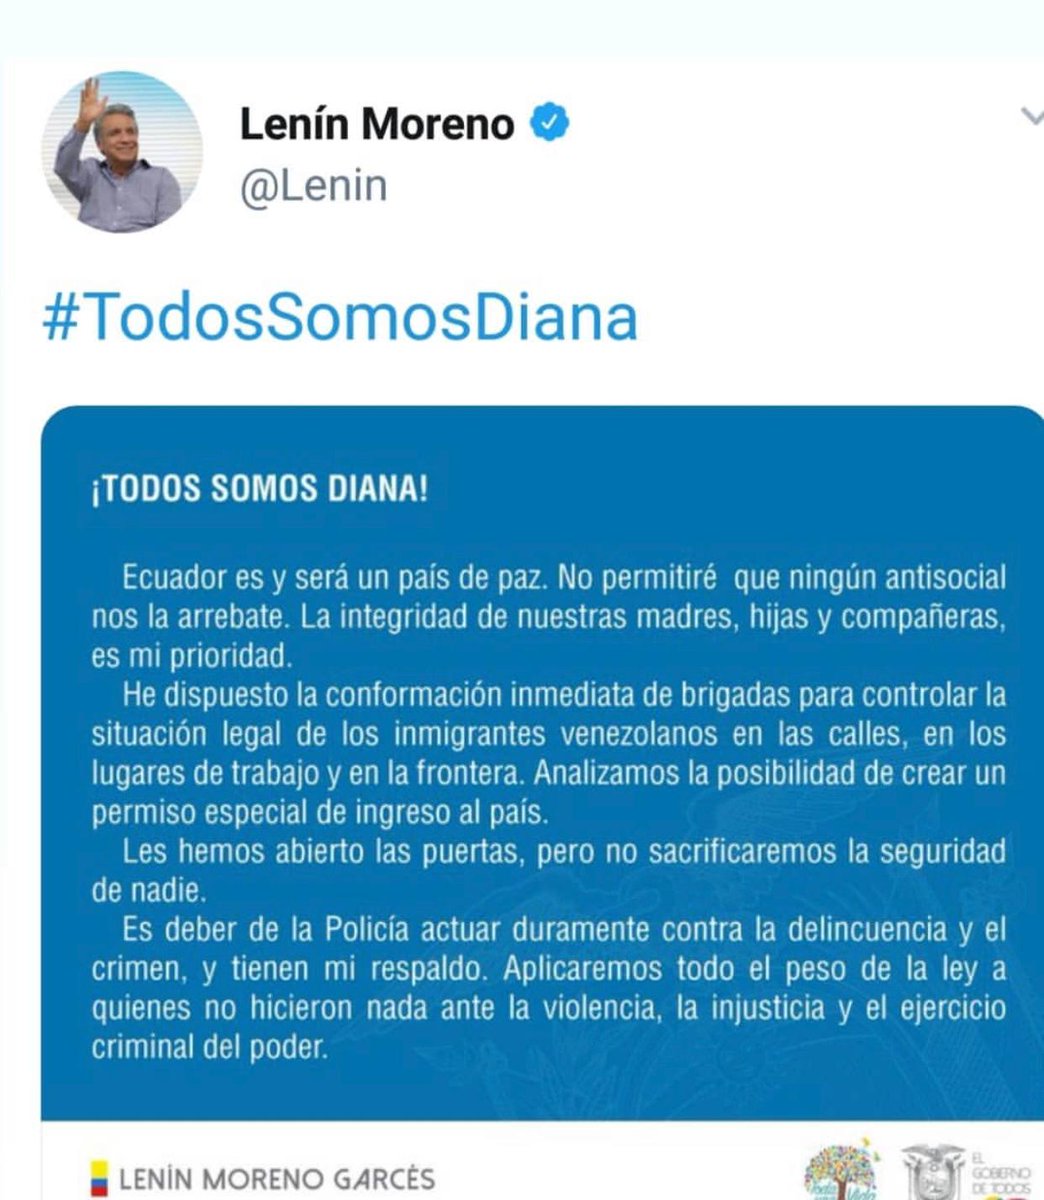 Lenín Moreno
@Lenin
#TodosSomosDiana
¡TODOS SOMOS DIANA!
Ecuador es y será un país de paz. No permitiré que ningún antisocial
nos la arrebate. La integridad de nuestras madres, hijas y compañeras,
es mi prioridad.
He dispuesto la conformación inmediata de brigadas para controlar la
situación legal de los inmigrantes venezolanos en las calles, en los
lugares de trabajo y en la frontera. Analizamos la posibilidad de crear un
permiso especial de ingreso al país.
Les hemos abierto las puertas, pero no sacrificaremos la seguridad
de nadie.
Es deber de la Policía actuar duramente contra la delincuencia y el
crimen, y tienen mi respaldo. Aplicaremos todo el peso de la ley a
quienes no hicieron nada ante la violencia, la injusticia y el ejercicio
criminal del poder.
LENÍN MORENO GARCÉS
EL
GOBIERNO
DE TODOS